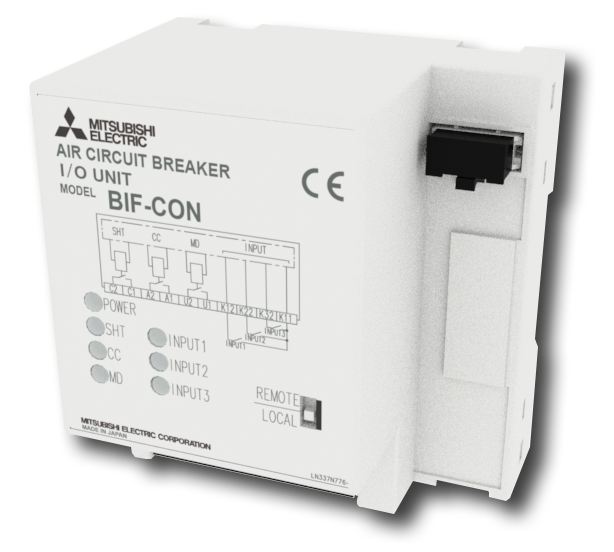 MITSUBISHI
ELECTRIC
AIR CIRCUIT BREAKER
I/O UNIT
MODEL BIF-CON
CE
SHT CC MD INPUT
C2 C1 A2 A1 U2 U1 K12 K22 K32 K11
INPUT1 INPUT2 INPUT3
POWER
SHT
CC
MD
INPUT1
INPUT2
INPUT3
REMOTE
LOCAL
MITSUBISHI ELECTRIC CORPORATION
MADE IN JAPAN
LN337N776-